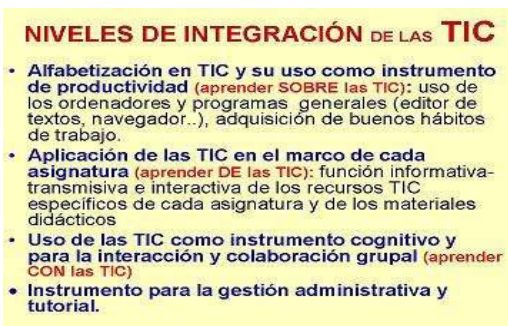 NIVELES DE INTEGRACIÓN DE LAS TIC
• Alfabetización en TIC y su uso como instrumento
de productividad (aprender SOBRE las TIC): uso de
los ordenadores y programas generales (editor de
textos, navegador..), adquisición de buenos hábitos
de trabajo.
• Aplicación de las TIC en el marco de cada
asignatura (aprender DE las TIC): función informativa-
transmisiva e interactiva de los recursos TIC
específicos de cada asignatura y de los materiales
didácticos
• Uso de las TIC como instrumento cognitivo y
para la interacción y colaboración grupal (aprender
CON las TIC)
• Instrumento para la gestión administrativa y
tutorial.